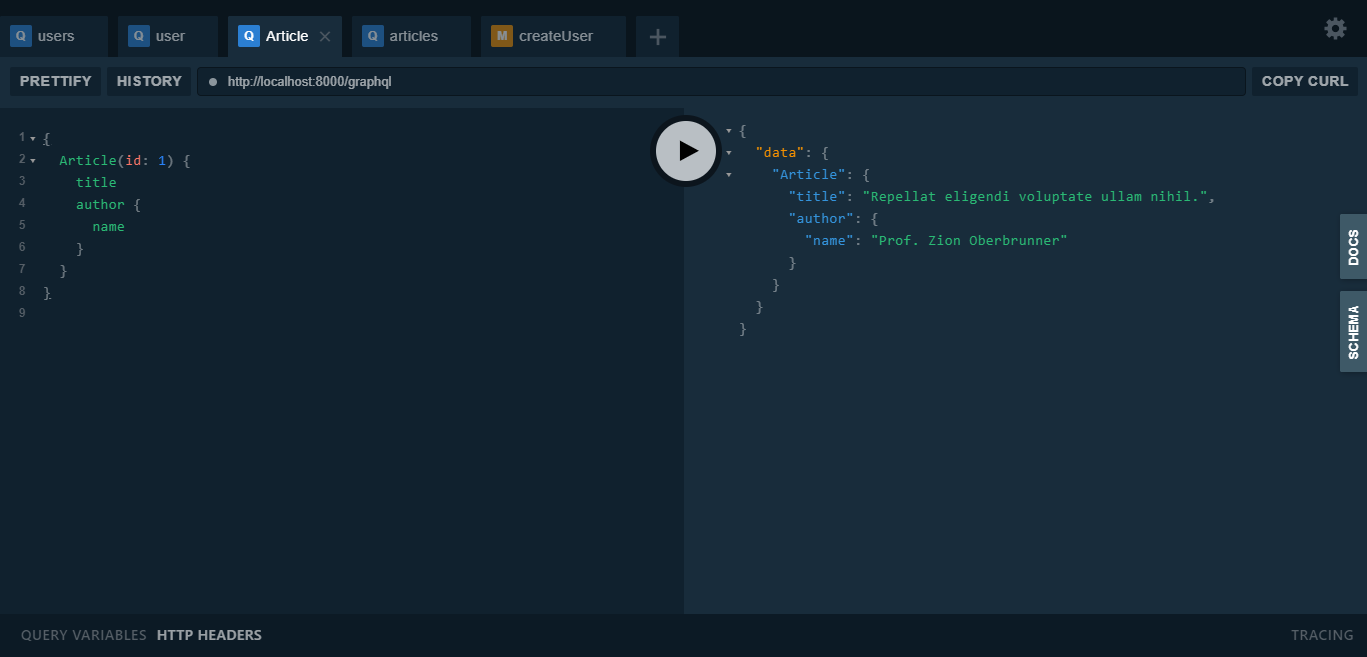 Q users Q user Q Article × Q articles M createUser +
PRETTIFY HISTORY http://localhost:8000/graphql COPY CURL
1 {
2 Article(id: 1) {
3 title
4 author {
5 name
6 }
7 }
8 }
9
{
"data": {
"Article": {
"title": "Repellat eligendi voluptate ullam nihil.",
"author": {
"name": "Prof. Zion Oberbrunner"
}
}
}
}
DOCS
SCHEMA
QUERY VARIABLES HTTP HEADERS TRACING